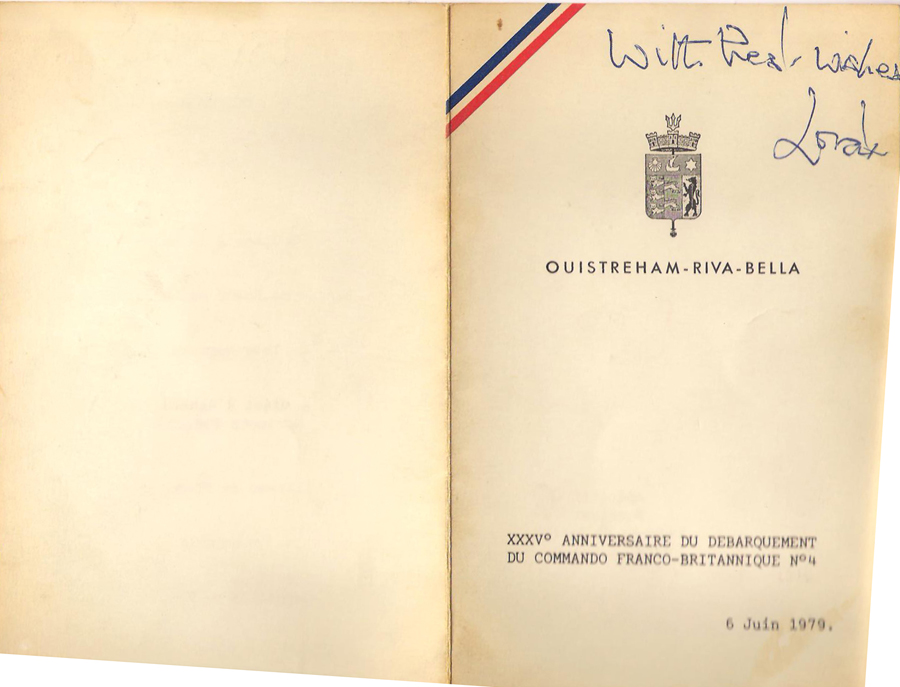 With best wishes
Lovat
OUISTREHAM-RIVA-BELLA
XXXV° ANNIVERSAIRE DU DEBARQUEMENT
DU COMMANDO FRANCO-BRITANNIQUE N°4
6 Juin 1979.